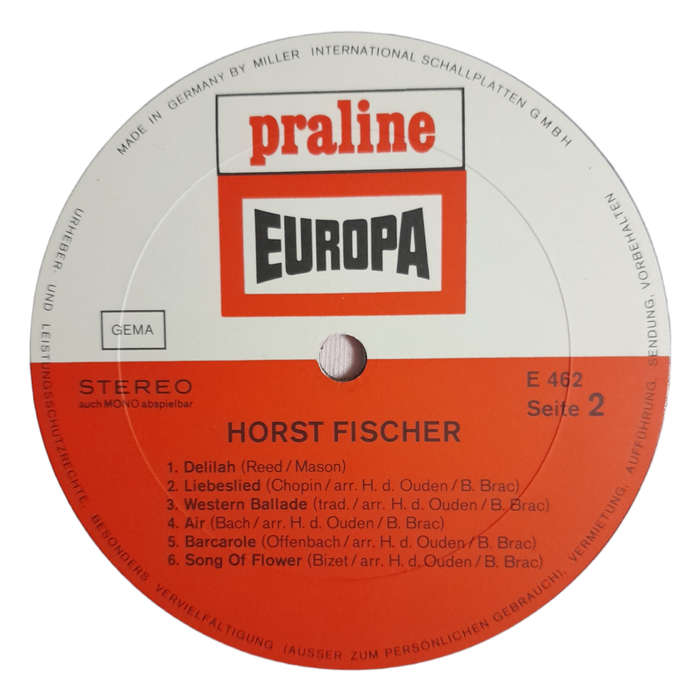 MADE IN GERMANY BY MILLER INTERNATIONAL SCHALLPLATTEN GMBH
praline
EUROPA
GEMA
STEREO
auch MONO abspielbar
E 462
Seite 2
HORST FISCHER
1. Delilah (Reed / Mason)
2. Liebeslied (Chopin / arr. H. d. Ouden / B. Brac)
3. Western Ballade (trad. / arr. H. d. Ouden / B. Brac)
4. Air (Bach / arr. H. d. Ouden / B. Brac)
5. Barcarole (Offenbach / arr. H. d. Ouden / B. Brac)
6. Song Of Flower (Bizet / arr. H. d. Ouden / B. Brac)
URHEBER- UND LEISTUNGSSCHUTZRECHTE, BESONDERS VERVIELFÄLTIGUNG (AUSSER ZUM PERSÖNLICHEN GEBRAUCH), VERMIETUNG, AUFFÜHRUNG, SENDUNG, VORBEHALTEN